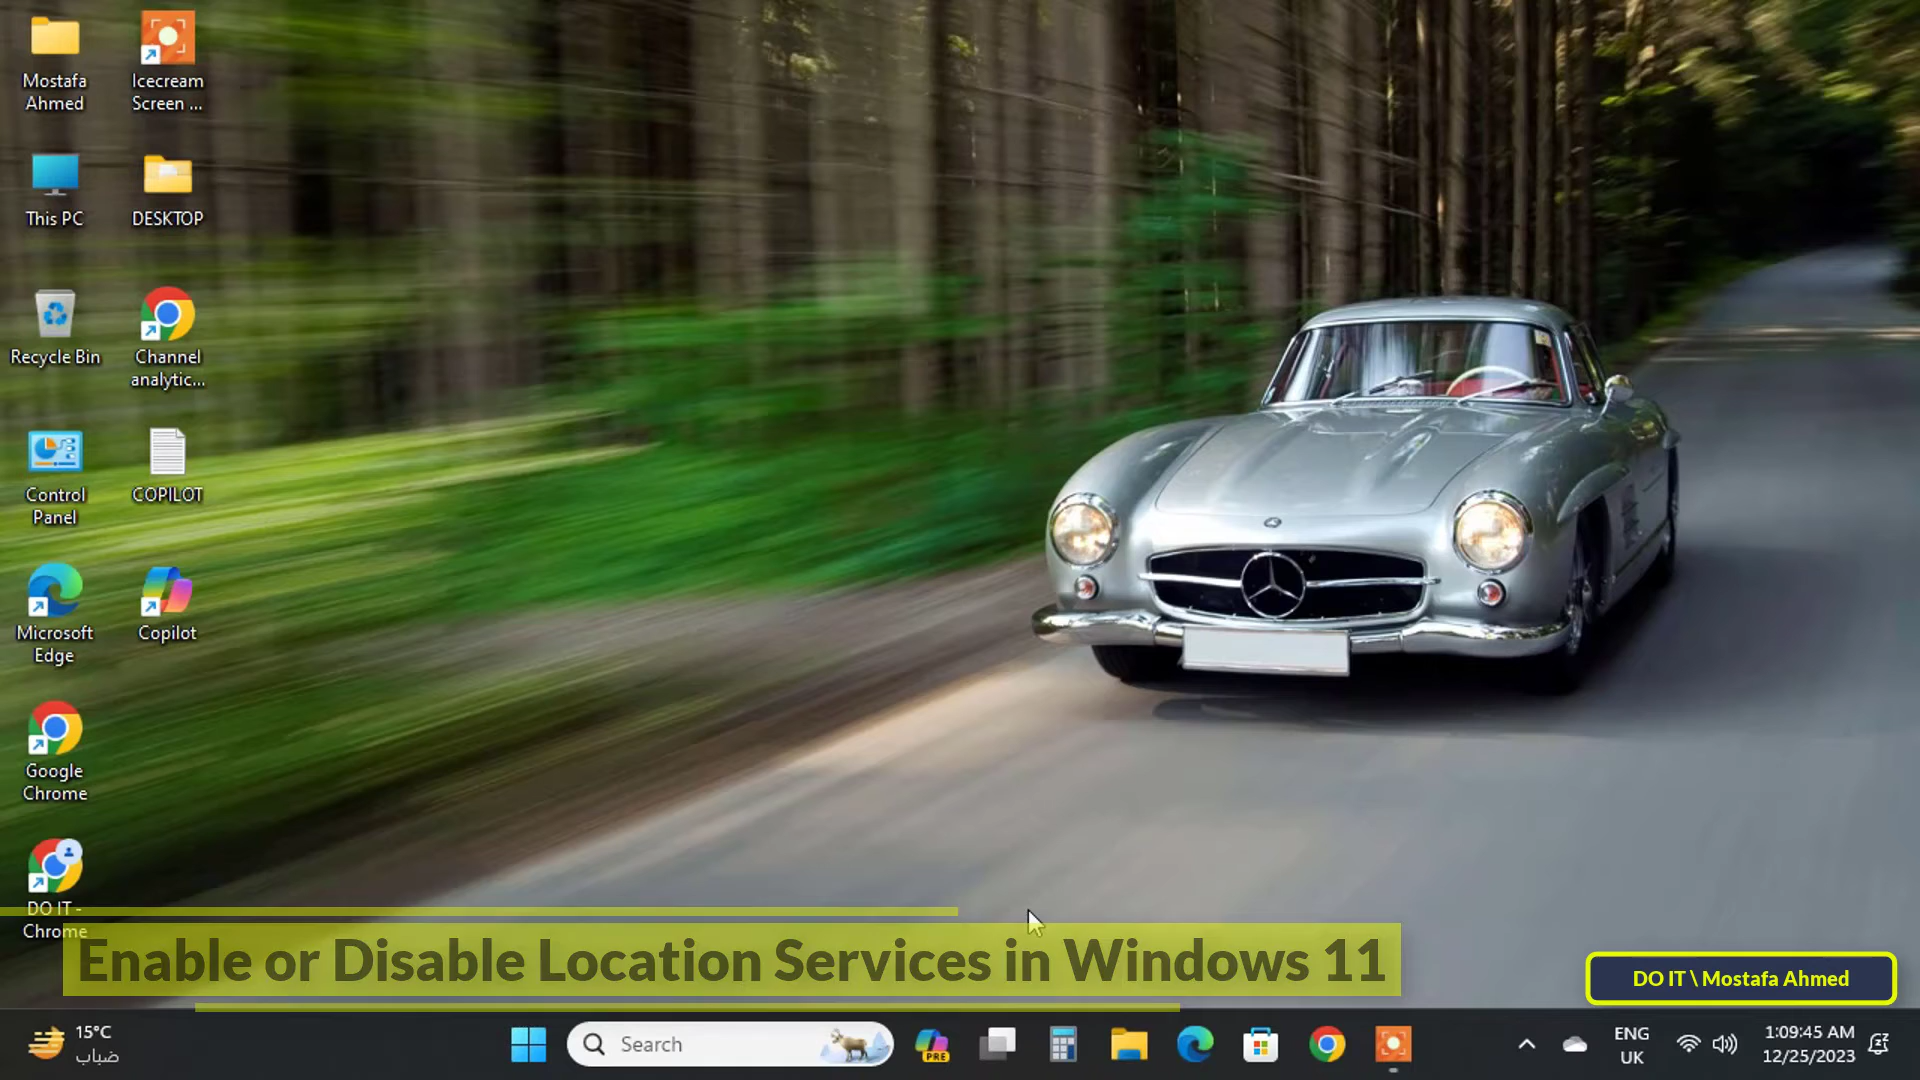 Mostafa
Ahmed
Icecream
Screen ...
This PC
DESKTOP
Recycle Bin
Channel
analytic...
Control
Panel
COPILOT
Microsoft
Edge
Copilot
Google
Chrome
DO IT -
Chrome
Enable or Disable Location Services in Windows 11
DO IT \ Mostafa Ahmed
15°C
ضباب
Search
PRE
ENG
UK
1:09:45 AM
12/25/2023